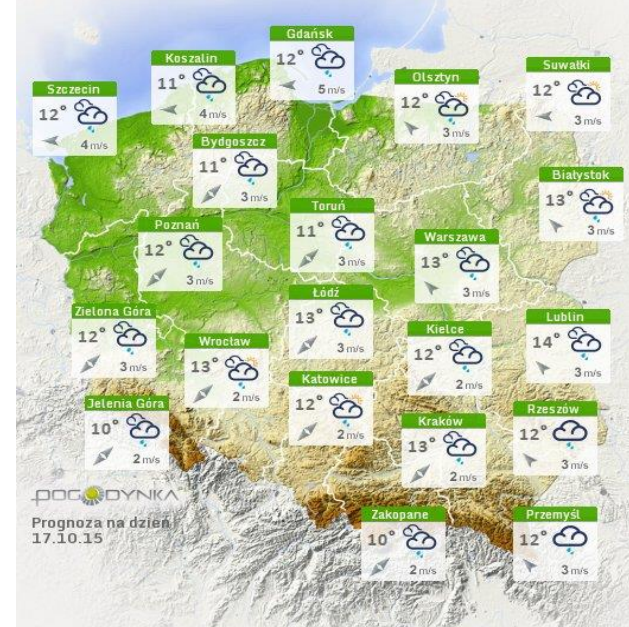 Gdańsk
12°
5 m/s
Koszalin
11°
4 m/s
Suwałki
12°
3 m/s
Olsztyn
12°
3 m/s
Szczecin
12°
4 m/s
Bydgoszcz
11°
3 m/s
Białystok
13°
3 m/s
Toruń
11°
3 m/s
Poznań
12°
3 m/s
Warszawa
13°
3 m/s
Łódź
13°
3 m/s
Zielona Góra
12°
3 m/s
Lublin
14°
3 m/s
Kielce
12°
2 m/s
Wrocław
13°
2 m/s
Katowice
12°
2 m/s
Jelenia Góra
10°
2 m/s
Rzeszów
12°
3 m/s
Kraków
13°
2 m/s
POGODYNKA
Prognoza na dzień
17.10.15
Zakopane
10°
2 m/s
Przemyśl
12°
3 m/s